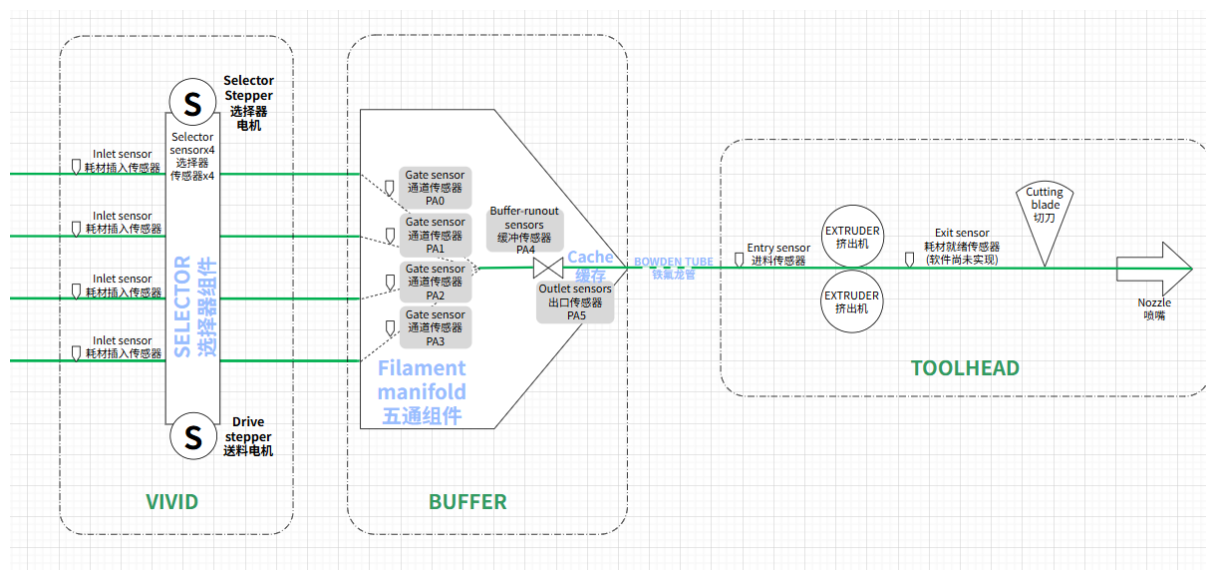 Selector
Stepper
选择器
电机
S
Selector
sensorx4
选择器
传感器x4
Inlet sensor
耗材插入传感器
Inlet sensor
耗材插入传感器
Inlet sensor
耗材插入传感器
Inlet sensor
耗材插入传感器
SELECTOR
选择器组件
S
Drive
stepper
送料电机
VIVID
Gate sensor
通道传感器
PA0
Gate sensor
通道传感器
PA1
Gate sensor
通道传感器
PA2
Gate sensor
通道传感器
PA3
Buffer-runout
sensors
缓冲传感器
PA4
Cache
缓存
Outlet sensors
出口传感器
PA5
Filament
manifold
五通组件
BUFFER
BOWDEN TUBE
铁氟龙管
Entry sensor
进料传感器
EXTRUDER
挤出机
EXTRUDER
挤出机
Exit sensor
耗材就绪传感器
(软件尚未实现)
Cutting
blade
切刀
Nozzle
喷嘴
TOOLHEAD